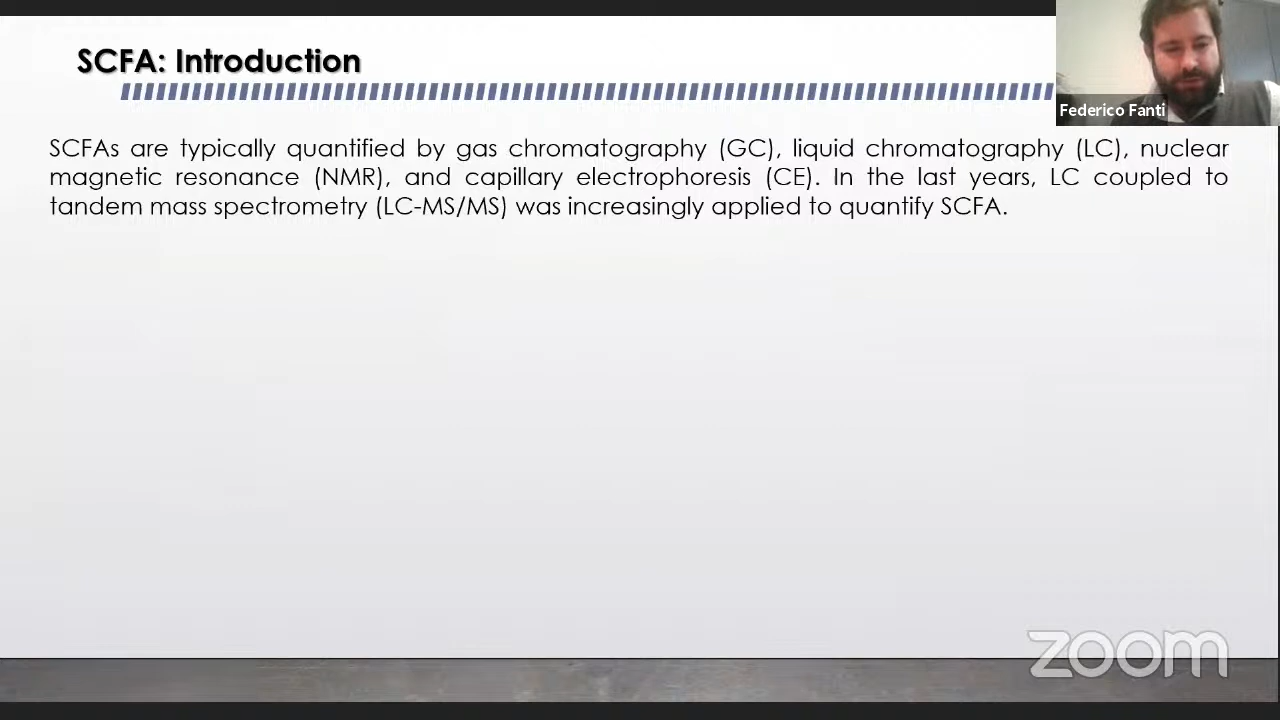 SCFA: Introduction
Federico Fanti
SCFAs are typically quantified by gas chromatography (GC), liquid chromatography (LC), nuclear
magnetic resonance (NMR), and capillary electrophoresis (CE). In the last years, LC coupled to
tandem mass spectrometry (LC-MS/MS) was increasingly applied to quantify SCFA.
zoom